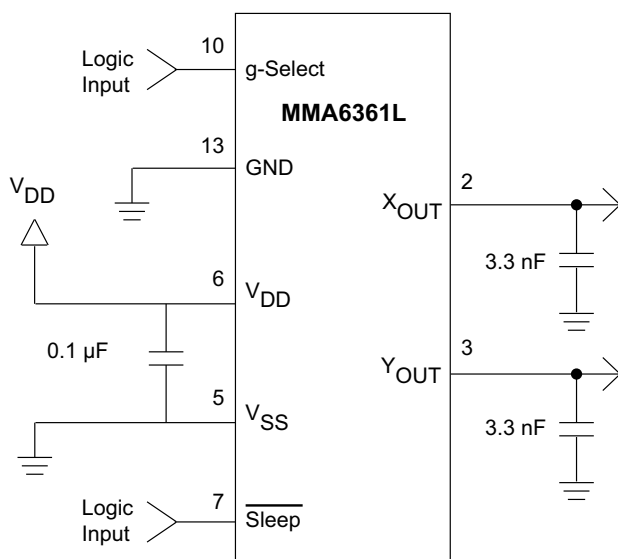 10
Logic
Input
g-Select
MMA6361L
13
GND
VDD
2
XOUT
3.3 nF
6
VDD
0.1 µF
3
YOUT
5
VSS
3.3 nF
7
Logic
Input
Sleep